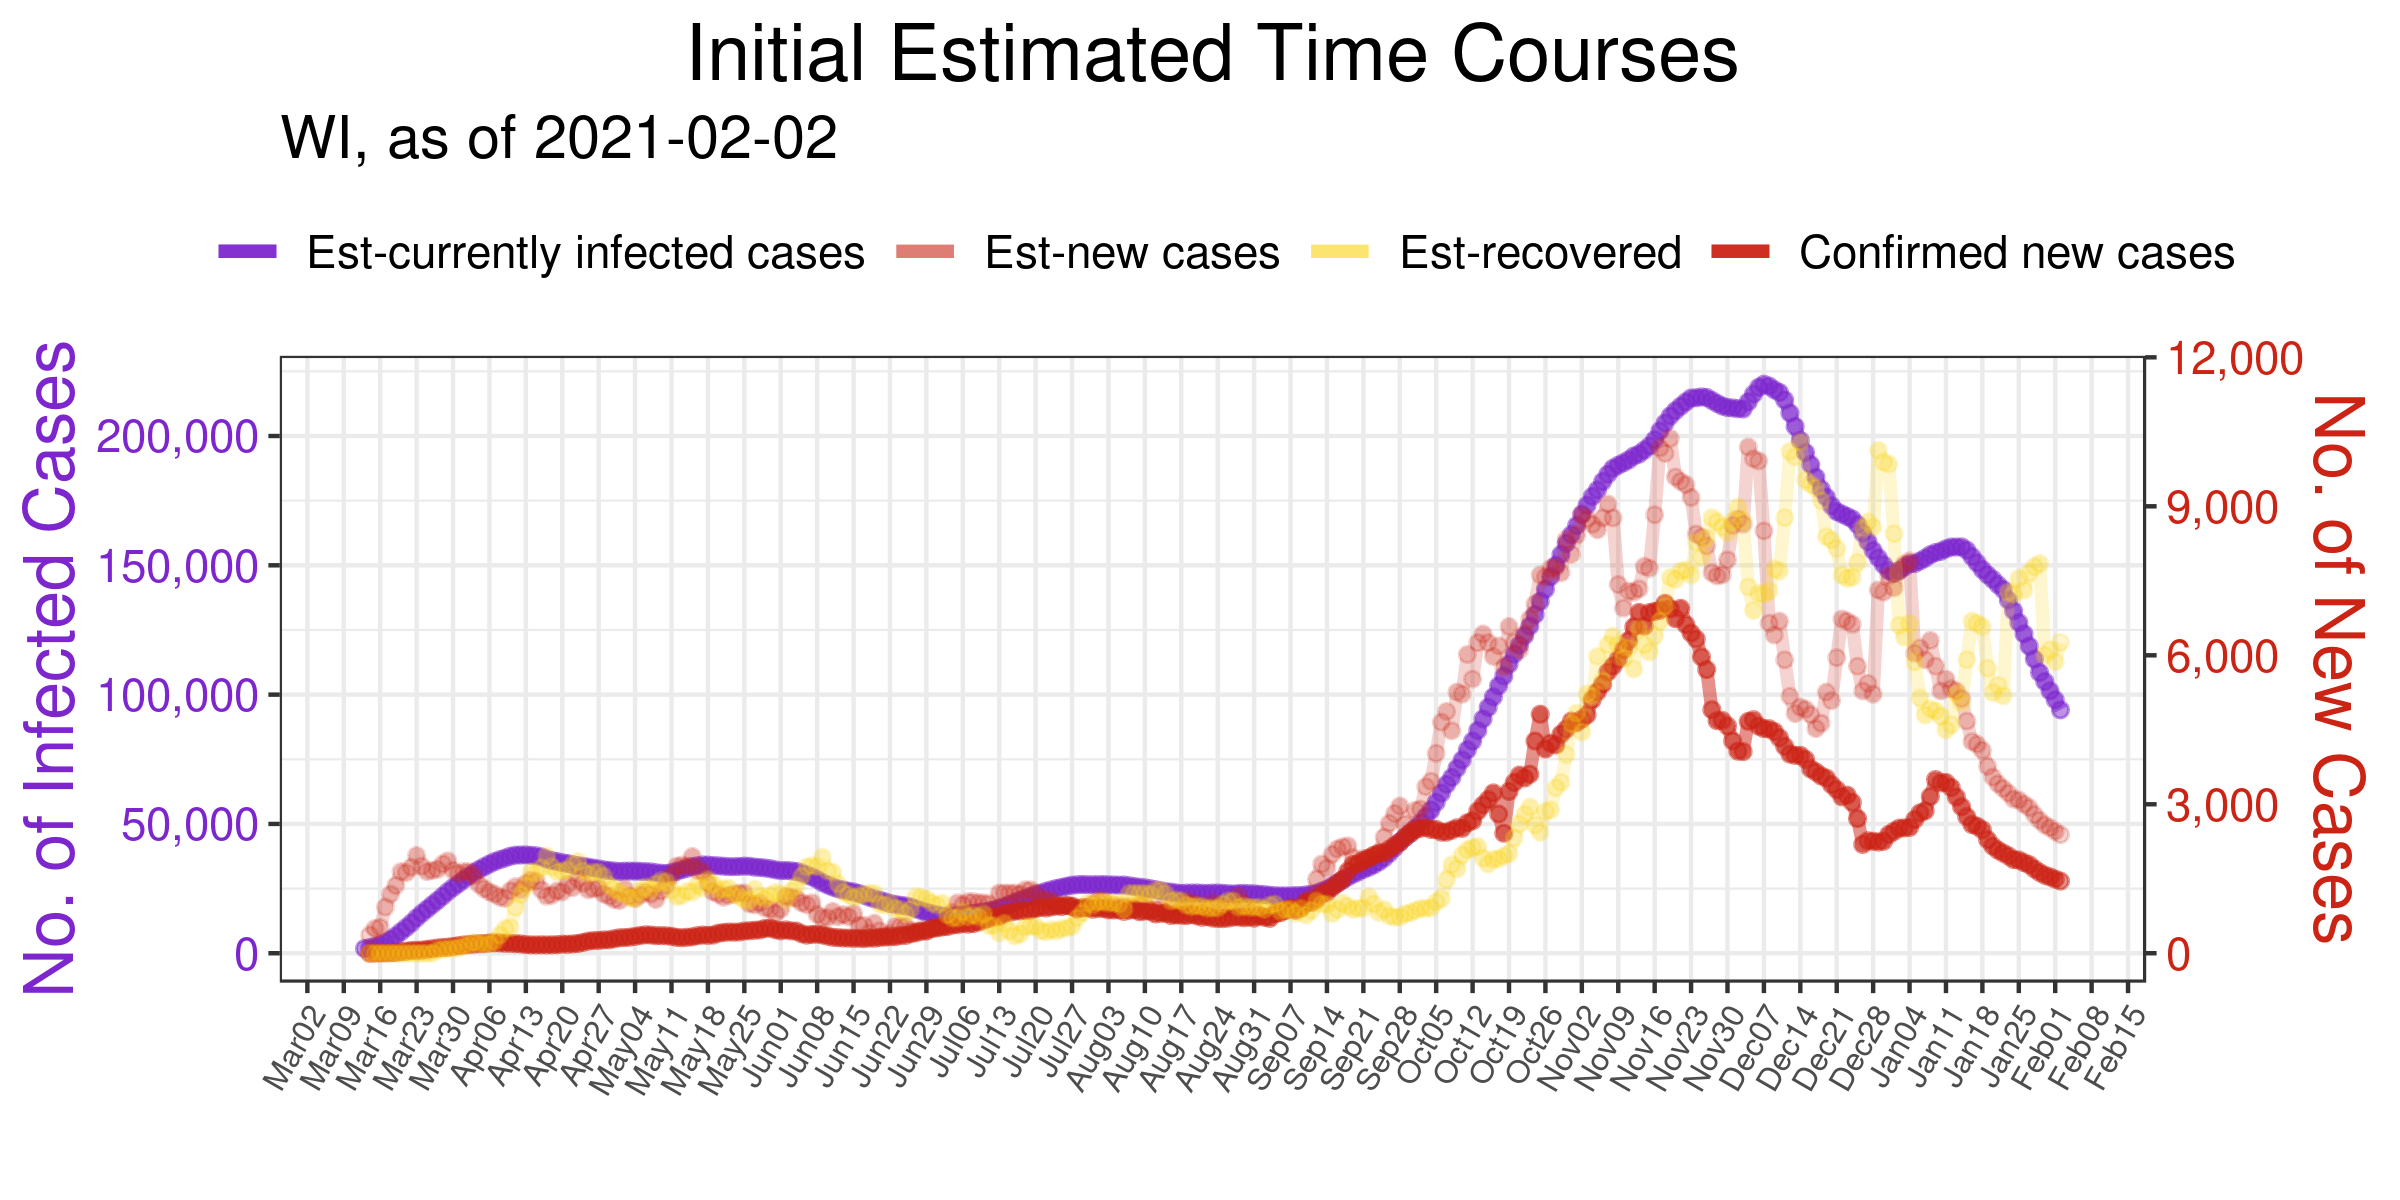 Initial Estimated Time Courses
WI, as of 2021-02-02
Est-currently infected cases
Est-new cases
Est-recovered
Confirmed new cases
No. of Infected Cases
200,000
150,000
100,000
50,000
0
12,000
9,000
6,000
3,000
0
No. of New Cases
Mar02
Mar09
Mar16
Mar23
Mar30
Apr06
Apr13
Apr20
Apr27
May04
May11
May18
May25
Jun01
Jun08
Jun15
Jun22
Jun29
Jul06
Jul13
Jul20
Jul27
Aug03
Aug10
Aug17
Aug24
Aug31
Sep07
Sep14
Sep21
Sep28
Oct05
Oct12
Oct19
Oct26
Nov02
Nov09
Nov16
Nov23
Nov30
Dec07
Dec14
Dec21
Dec28
Jan04
Jan11
Jan18
Jan25
Feb01
Feb08
Feb15